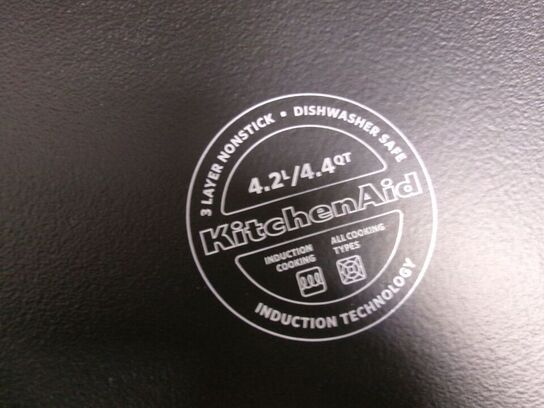 3 LAYER NONSTICK • DISHWASHER SAFE
4.2L/4.4QT
KitchenAid
INDUCTION
COOKING
ALL COOKING
TYPES
INDUCTION TECHNOLOGY